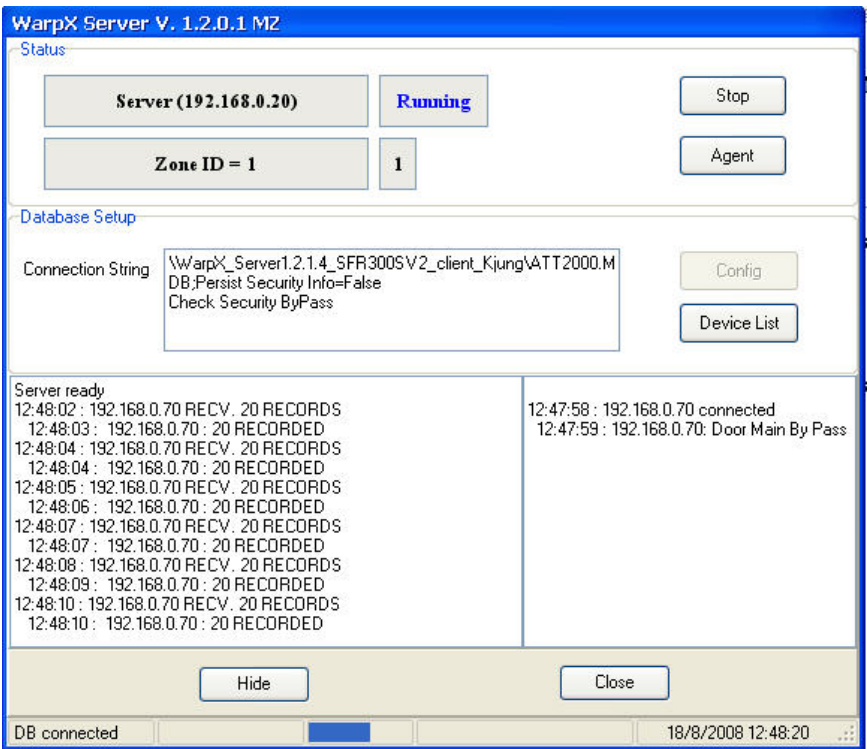 WarpX Server V. 1.2.0.1 MZ
Status
Server (192.168.0.20)
Running
Stop
Zone ID = 1
1
Agent
Database Setup
Connection String
\WarpX_Server1.2.1.4_SFR300SV2_client_Kjung\ATT2000.M
DB;Persist Security Info=False
Check Security ByPass
Config
Device List
Server ready
12:48:02 : 192.168.0.70 RECV. 20 RECORDS
12:48:03 : 192.168.0.70 : 20 RECORDED
12:48:04 : 192.168.0.70 RECV. 20 RECORDS
12:48:04 : 192.168.0.70 : 20 RECORDED
12:48:05 : 192.168.0.70 RECV. 20 RECORDS
12:48:06 : 192.168.0.70 : 20 RECORDED
12:48:07 : 192.168.0.70 RECV. 20 RECORDS
12:48:07 : 192.168.0.70 : 20 RECORDED
12:48:08 : 192.168.0.70 RECV. 20 RECORDS
12:48:09 : 192.168.0.70 : 20 RECORDED
12:48:10 : 192.168.0.70 RECV. 20 RECORDS
12:48:10 : 192.168.0.70 : 20 RECORDED
12:47:58 : 192.168.0.70 connected
12:47:59 : 192.168.0.70: Door Main By Pass
Hide
Close
DB connected
18/8/2008 12:48:20